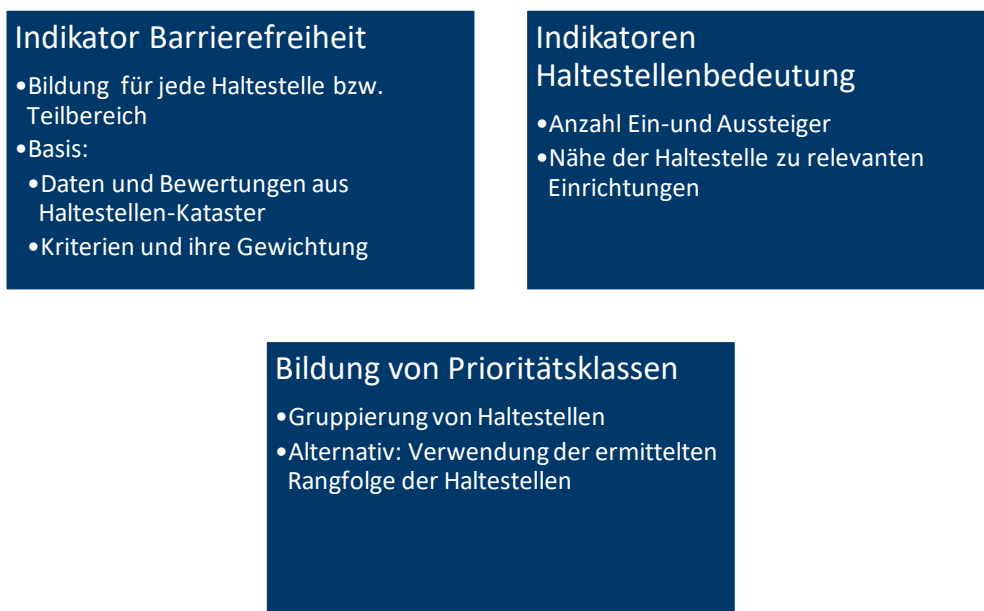 Indikator Barrierefreiheit
•Bildung für jede Haltestelle bzw.
Teilbereich
•Basis:
•Daten und Bewertungen aus
Haltestellen-Kataster
•Kriterien und ihre Gewichtung
Indikatoren
Haltestellenbedeutung
•Anzahl Ein-und Aussteiger
•Nähe der Haltestelle zu relevanten
Einrichtungen
Bildung von Prioritätsklassen
•Gruppierung von Haltestellen
•Alternativ: Verwendung der ermittelten
Rangfolge der Haltestellen